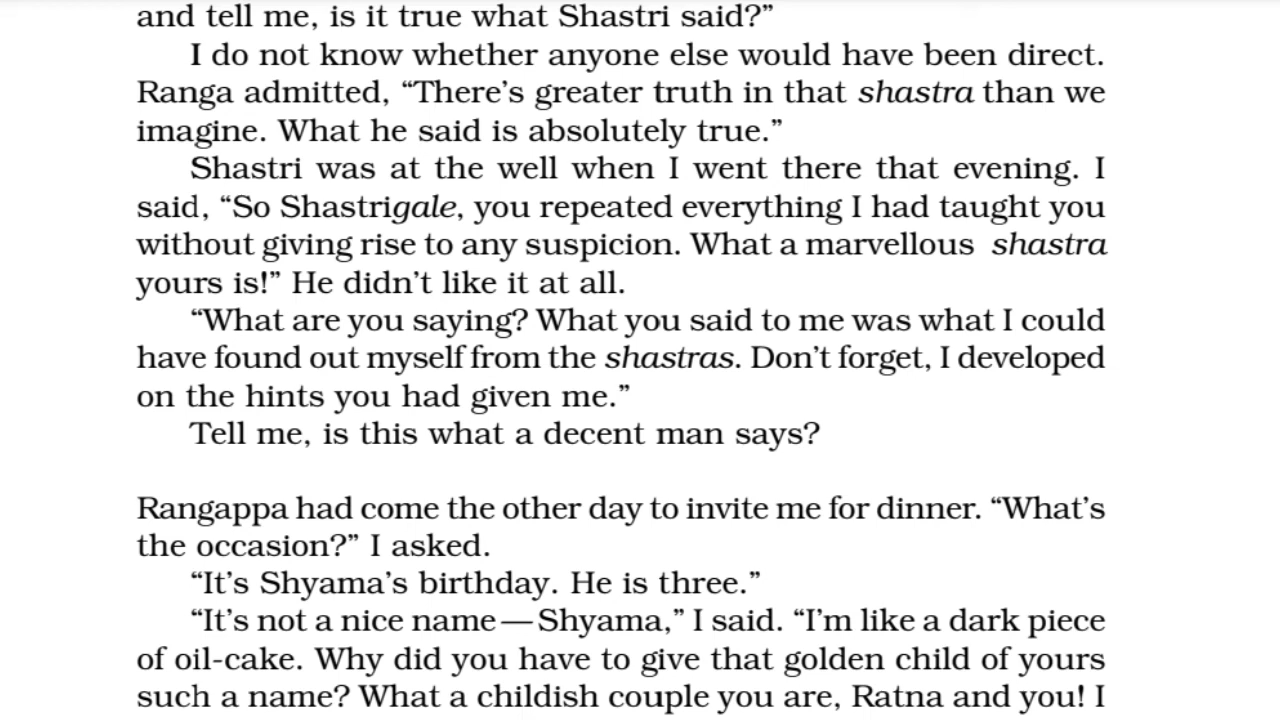 and tell me, is it true what Shastri said?”
I do not know whether anyone else would have been direct.
Ranga admitted, “There’s greater truth in that shastra than we
imagine. What he said is absolutely true.”
Shastri was at the well when I went there that evening. I
said, “So Shastrigale, you repeated everything I had taught you
without giving rise to any suspicion. What a marvellous shastra
yours is!” He didn’t like it at all.
“What are you saying? What you said to me was what I could
have found out myself from the shastras. Don’t forget, I developed
on the hints you had given me.”
Tell me, is this what a decent man says?
Rangappa had come the other day to invite me for dinner. “What’s
the occasion?” I asked.
“It’s Shyama’s birthday. He is three.”
“It’s not a nice name—Shyama,” I said. “I’m like a dark piece
of oil-cake. Why did you have to give that golden child of yours
such a name? What a childish couple you are, Ratna and you! I